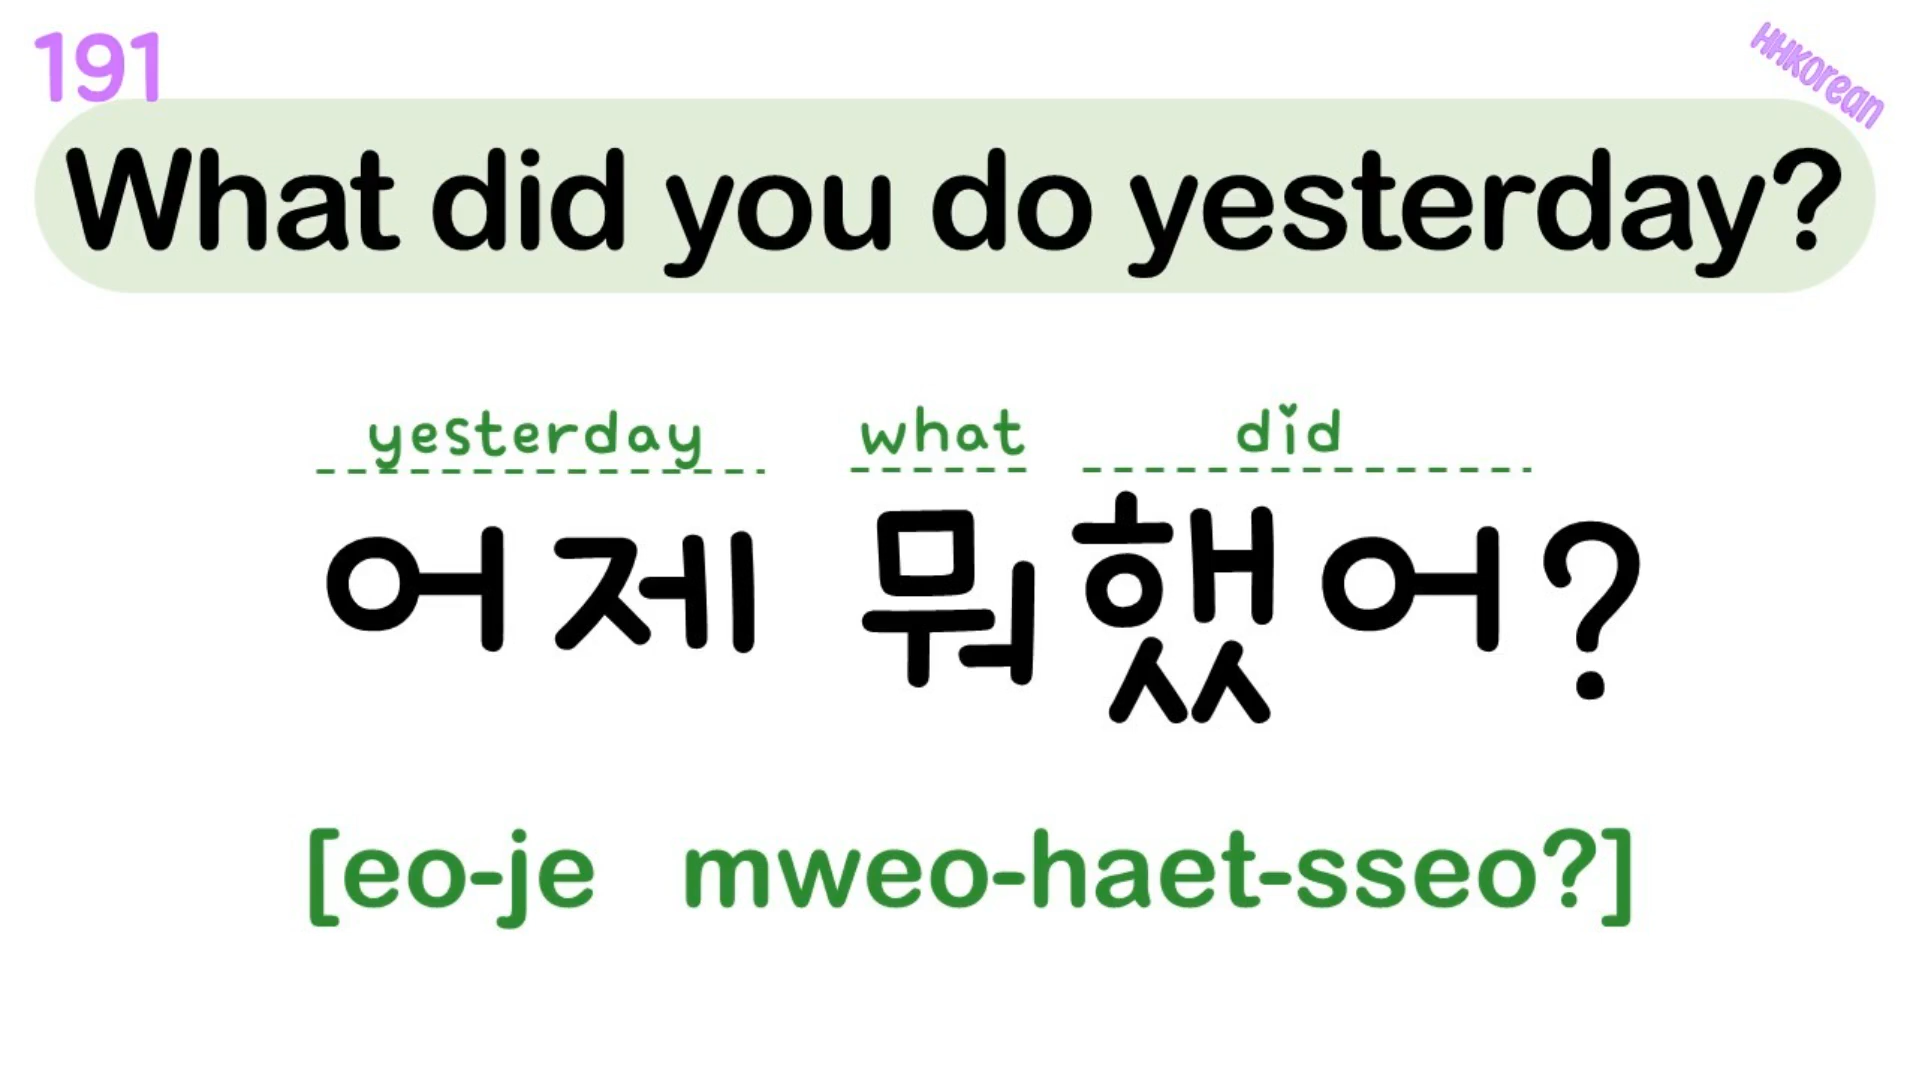 191
HHKorean
What did you do yesterday?
yesterday what did
어제 뭐했어?
[eo-je mweo-haet-sseo?]